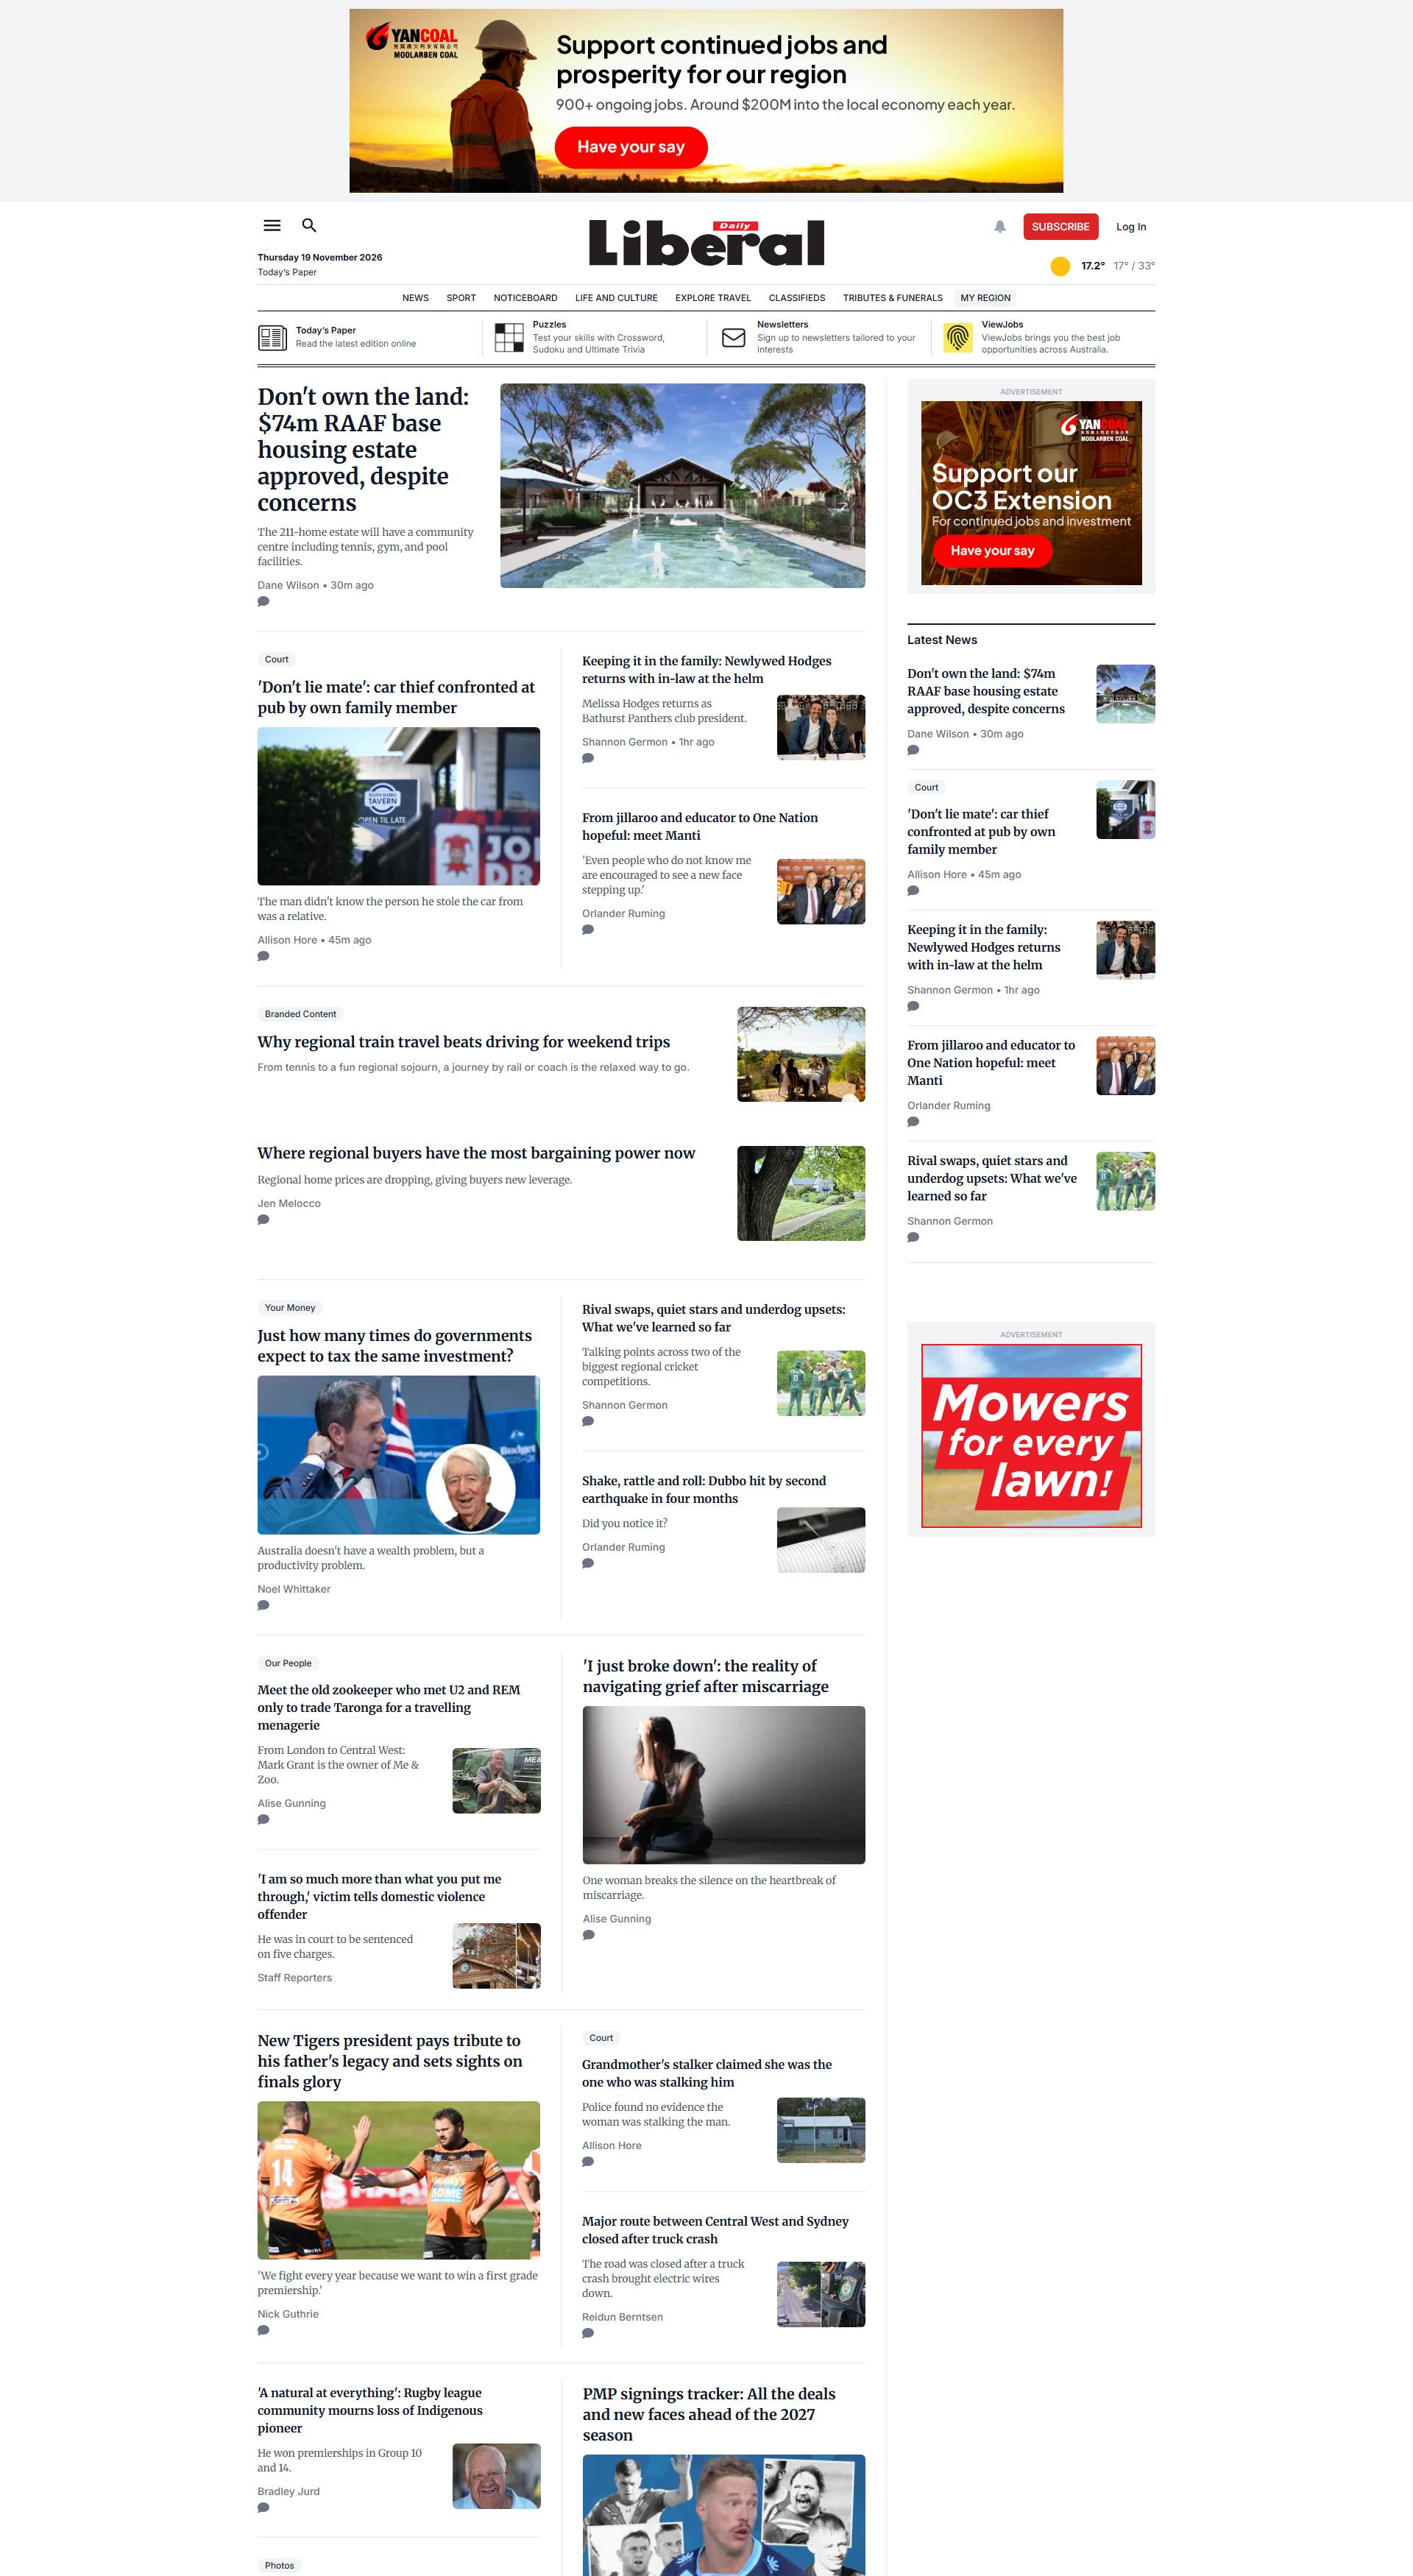 YANCOAL
MOOLARBEN COAL
Support continued jobs and
prosperity for our region
900+ ongoing jobs. Around $200M into the local economy each year.
Have your say
Daily
Liberal
SUBSCRIBE
Log In
Thursday 19 November 2026
Today's Paper
17.2° 17° / 33°
NEWS SPORT NOTICEBOARD LIFE AND CULTURE EXPLORE TRAVEL CLASSIFIEDS TRIBUTES & FUNERALS MY REGION
Today's Paper
Read the latest edition online
Puzzles
Test your skills with Crossword,
Sudoku and Ultimate Trivia
Newsletters
Sign up to newsletters tailored to your
interests
ViewJobs
ViewJobs brings you the best job
opportunities across Australia.
Don't own the land:
$74m RAAF base
housing estate
approved, despite
concerns
The 211-home estate will have a community
centre including tennis, gym, and pool
facilities.
Dane Wilson • 30m ago
Court
'Don't lie mate': car thief confronted at
pub by own family member
SOUTH DUBBO
TAVERN
OPEN TIL LATE
JO
DR
The man didn't know the person he stole the car from
was a relative.
Allison Hore • 45m ago
Keeping it in the family: Newlywed Hodges
returns with in-law at the helm
Melissa Hodges returns as
Bathurst Panthers club president.
Shannon Germon • 1hr ago
From jillaroo and educator to One Nation
hopeful: meet Manti
'Even people who do not know me
are encouraged to see a new face
stepping up.'
Orlander Ruming
Branded Content
Why regional train travel beats driving for weekend trips
From tennis to a fun regional sojourn, a journey by rail or coach is the relaxed way to go.
Where regional buyers have the most bargaining power now
Regional home prices are dropping, giving buyers new leverage.
Jen Melocco
Your Money
Just how many times do governments
expect to tax the same investment?
Budget
Australia doesn't have a wealth problem, but a
productivity problem.
Noel Whittaker
Rival swaps, quiet stars and underdog upsets:
What we've learned so far
Talking points across two of the
biggest regional cricket
competitions.
Shannon Germon
Shake, rattle and roll: Dubbo hit by second
earthquake in four months
Did you notice it?
Orlander Ruming
Our People
Meet the old zookeeper who met U2 and REM
only to trade Taronga for a travelling
menagerie
From London to Central West:
Mark Grant is the owner of Me &
Zoo.
Alise Gunning
ME&
'I am so much more than what you put me
through,' victim tells domestic violence
offender
He was in court to be sentenced
on five charges.
Staff Reporters
'I just broke down': the reality of
navigating grief after miscarriage
One woman breaks the silence on the heartbreak of
miscarriage.
Alise Gunning
New Tigers president pays tribute to
his father's legacy and sets sights on
finals glory
14
HOME
'We fight every year because we want to win a first grade
premiership.'
Nick Guthrie
Court
Grandmother's stalker claimed she was the
one who was stalking him
Police found no evidence the
woman was stalking the man.
Allison Hore
Major route between Central West and Sydney
closed after truck crash
The road was closed after a truck
crash brought electric wires
down.
Reidun Berntsen
'A natural at everything': Rugby league
community mourns loss of Indigenous
pioneer
He won premierships in Group 10
and 14.
Bradley Jurd
Photos
PMP signings tracker: All the deals
and new faces ahead of the 2027
season
ADVERTISEMENT
YANCOAL
MOOLARBEN COAL
Support our
OC3 Extension
For continued jobs and investment
Have your say
Latest News
Don't own the land: $74m
RAAF base housing estate
approved, despite concerns
Dane Wilson • 30m ago
Court
'Don't lie mate': car thief
confronted at pub by own
family member
Allison Hore • 45m ago
Keeping it in the family:
Newlywed Hodges returns
with in-law at the helm
Shannon Germon • 1hr ago
From jillaroo and educator to
One Nation hopeful: meet
Manti
Orlander Ruming
Rival swaps, quiet stars and
underdog upsets: What we've
learned so far
Shannon Germon
ADVERTISEMENT
Mowers
for every
lawn!